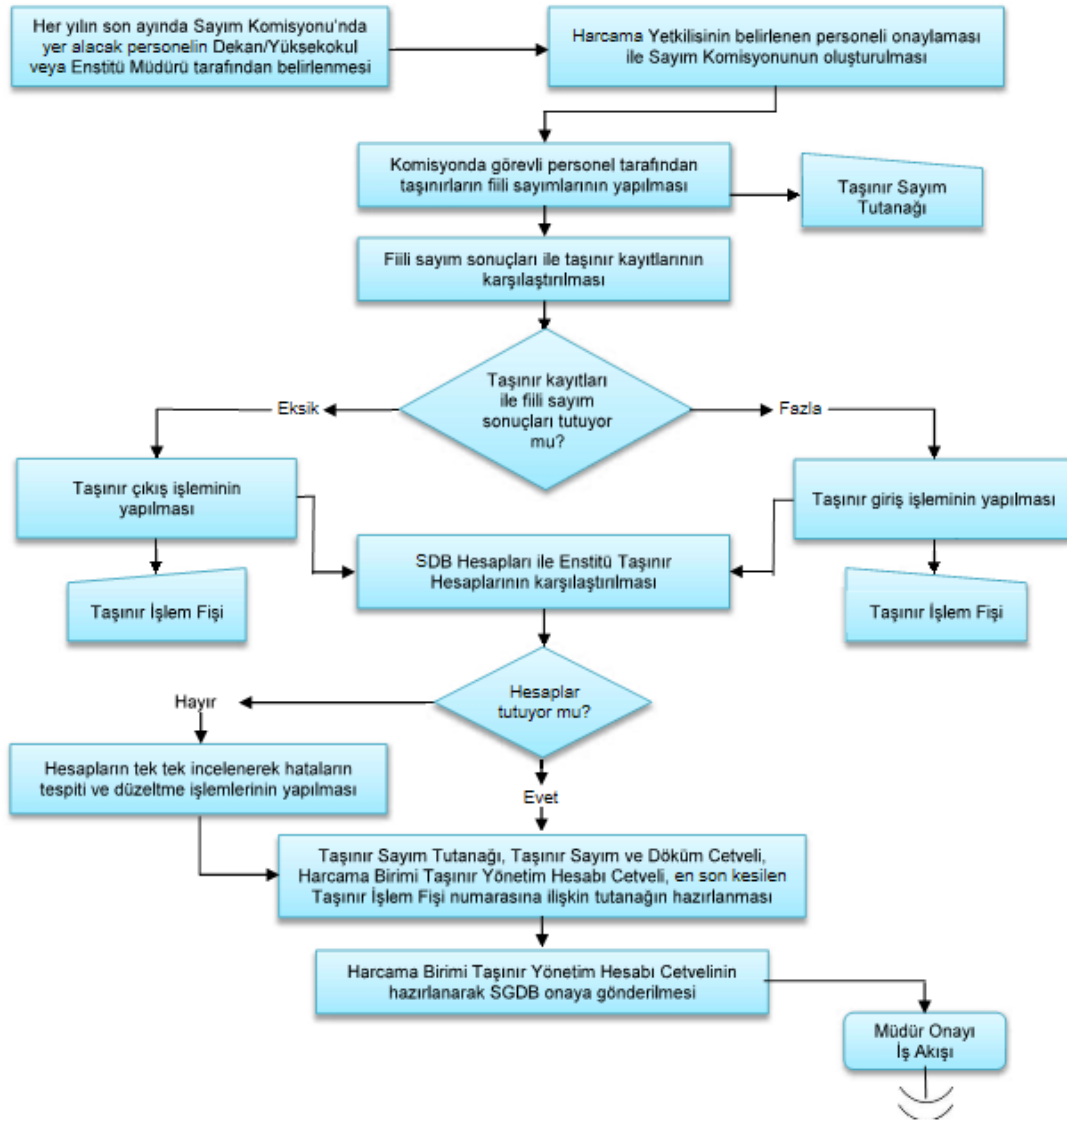 Her yılın son ayında Sayım Komisyonu'nda
yer alacak personelin Dekan/Yüksekokul
veya Enstitü Müdürü tarafından belirlenmesi
Harcama Yetkilisinin belirlenen personeli onaylaması
ile Sayım Komisyonunun oluşturulması
Komisyonda görevli personel tarafından
taşınırların fiili sayımlarının yapılması
Taşınır Sayım
Tutanağı
Fiili sayım sonuçları ile taşınır kayıtlarının
karşılaştırılması
Taşınır kayıtları
ile fiili sayım
sonuçları tutuyor
mu?
Eksik
Fazla
Taşınır çıkış işleminin
yapılması
Taşınır giriş işleminin yapılması
SDB Hesapları ile Enstitü Taşınır
Hesaplarının karşılaştırılması
Taşınır İşlem Fişi
Taşınır İşlem Fişi
Hesaplar
tutuyor mu?
Hayır
Hesapların tek tek incelenerek hataların
tespiti ve düzeltme işlemlerinin yapılması
Evet
Taşınır Sayım Tutanağı, Taşınır Sayım ve Döküm Cetveli,
Harcama Birimi Taşınır Yönetim Hesabı Cetveli, en son kesilen
Taşınır İşlem Fişi numarasına ilişkin tutanağın hazırlanması
Harcama Birimi Taşınır Yönetim Hesabı Cetvelinin
hazırlanarak SGDB onaya gönderilmesi
Müdür Onayı
İş Akışı